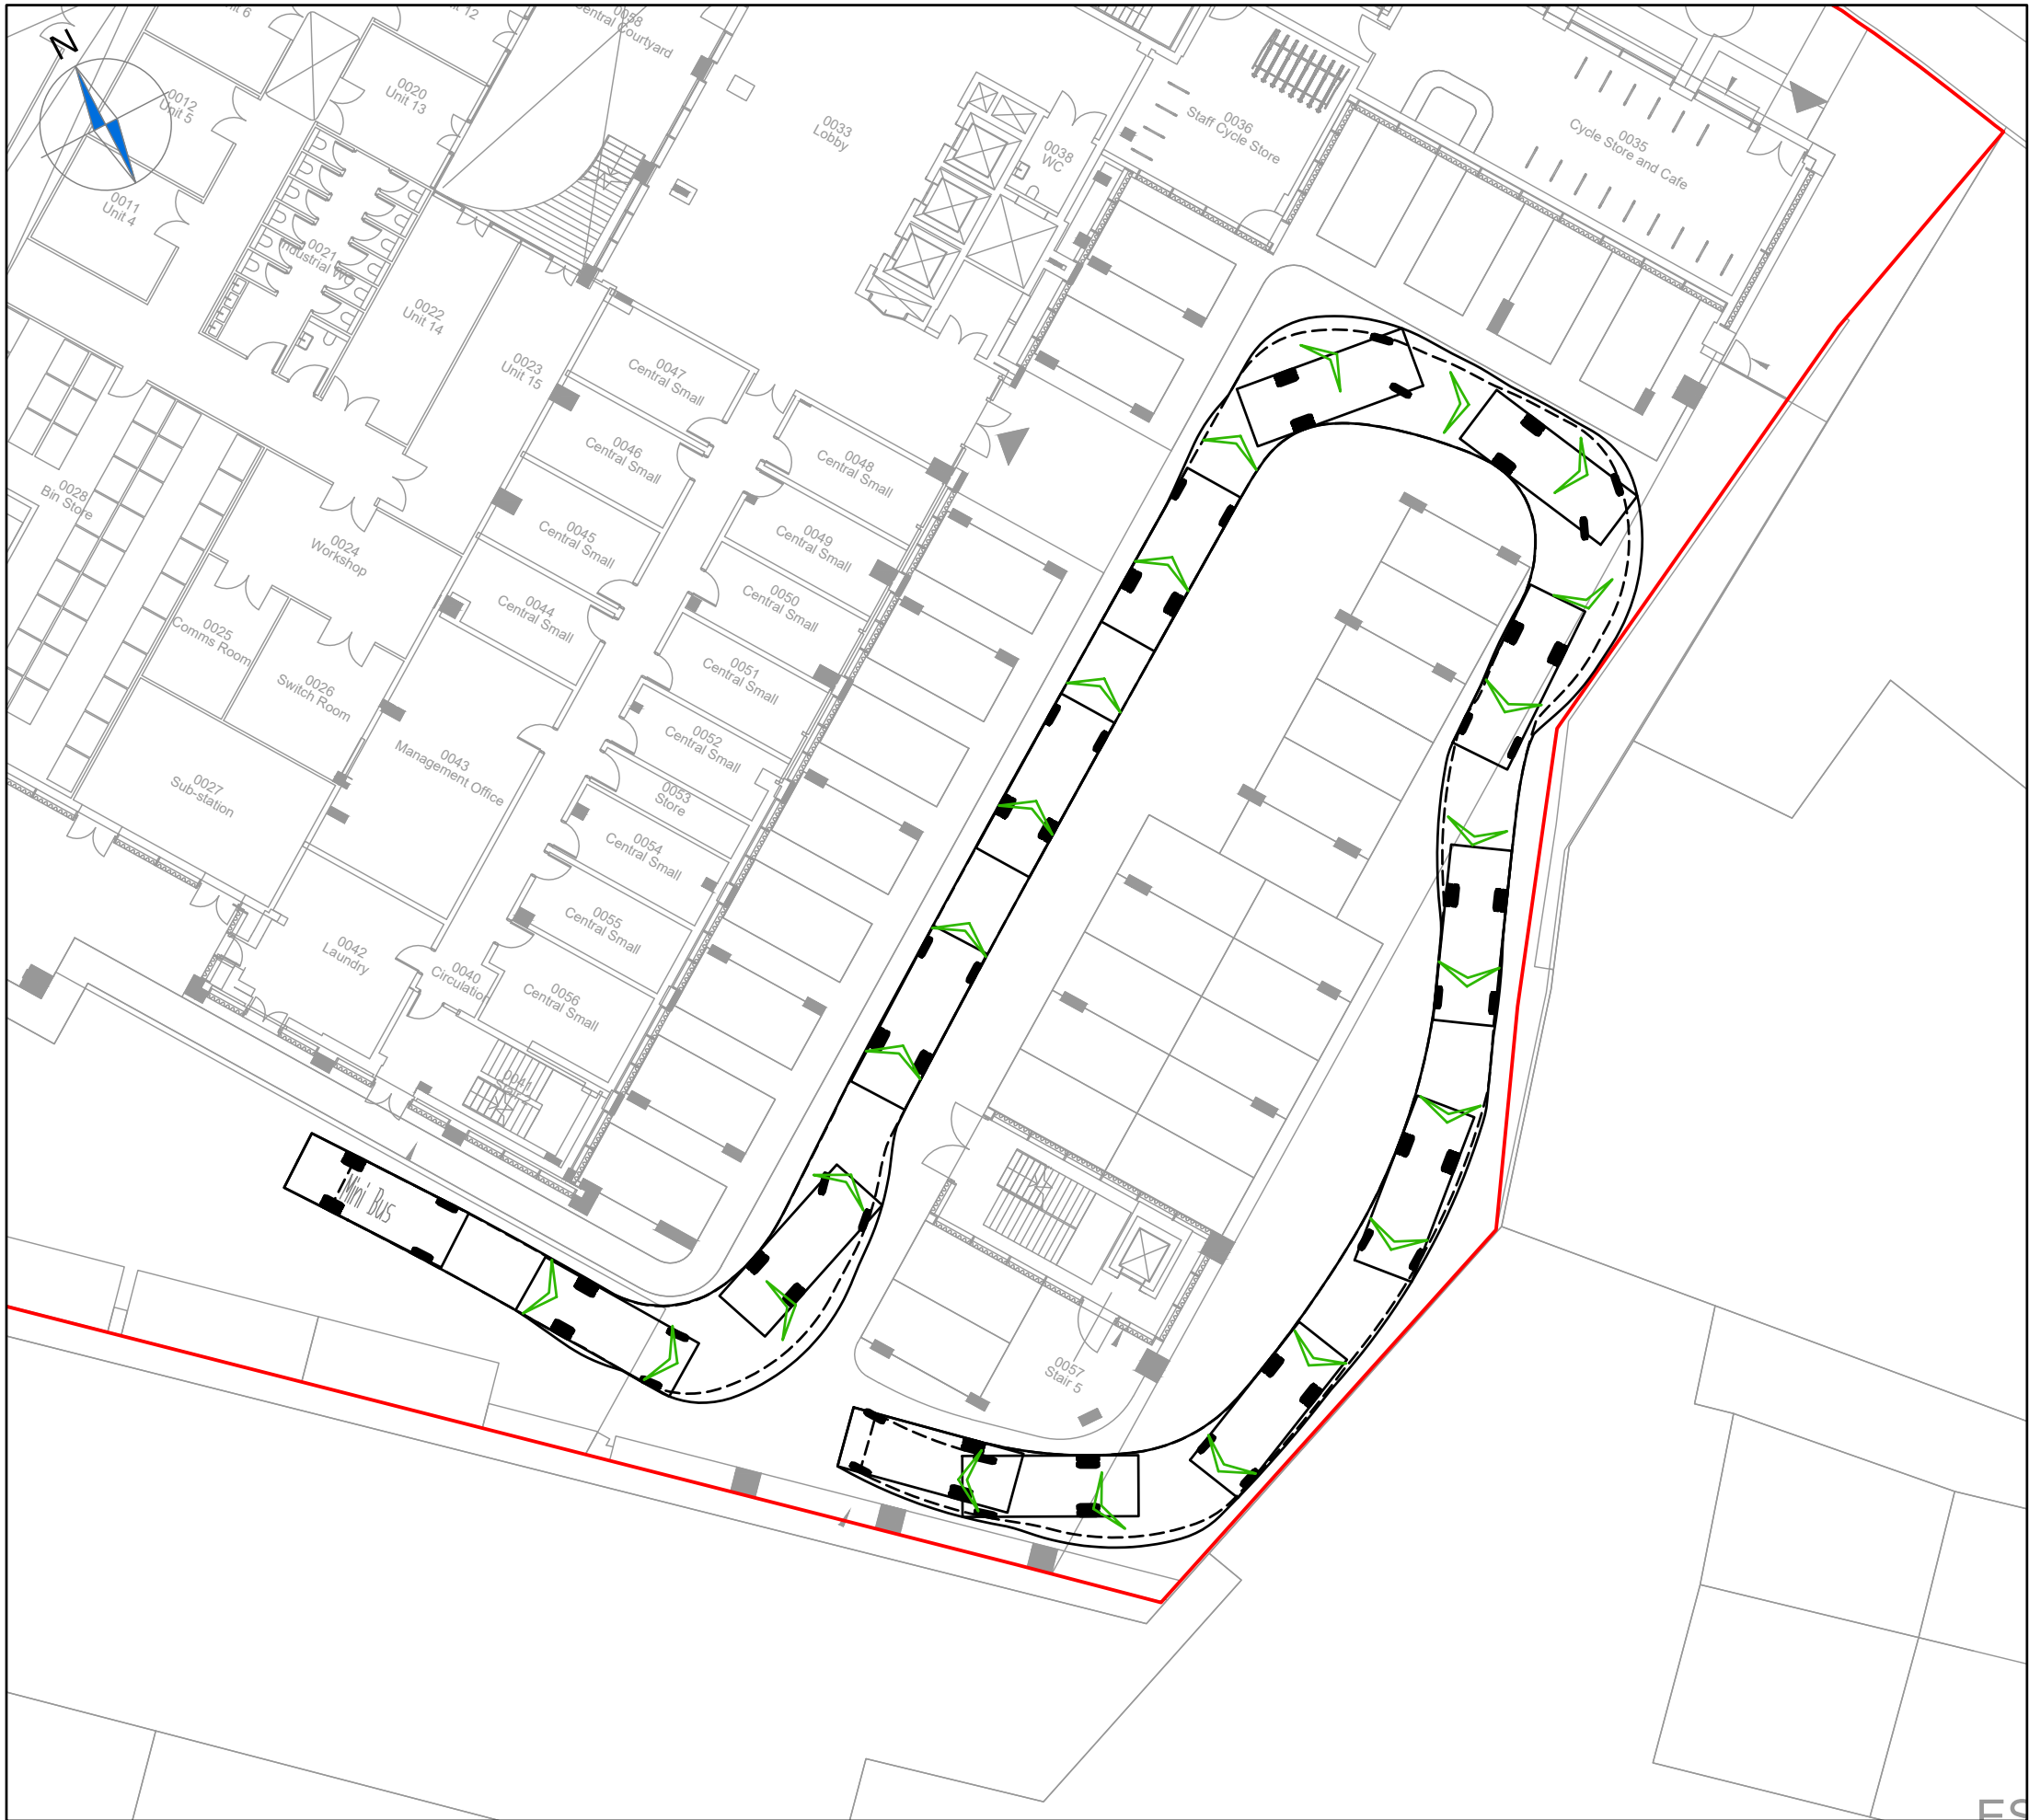 N
0058
Central Courtyard
0012
Unit 5
0020
Unit 13
0033
Lobby
0038
WC
0036
Staff Cycle Store
0035
Cycle Store and Cafe
0011
Unit 4
0021
0022
Unit 14
0023
Unit 15
0047
Central Small
0046
Central Small
0048
Central Small
0045
Central Small
0049
Central Small
0028
Bin Store
0024
Workshop
0044
Central Small
0050
Central Small
0025
Comms Room
0051
Central Small
0026
Switch Room
0052
Central Small
0043
Management Office
0053
Store
0027
Sub-station
0054
Central Small
0055
Central Small
0042
Laundry
0040
Circulation
0056
Central Small
0041
Mini Bus
0057
Stair 5